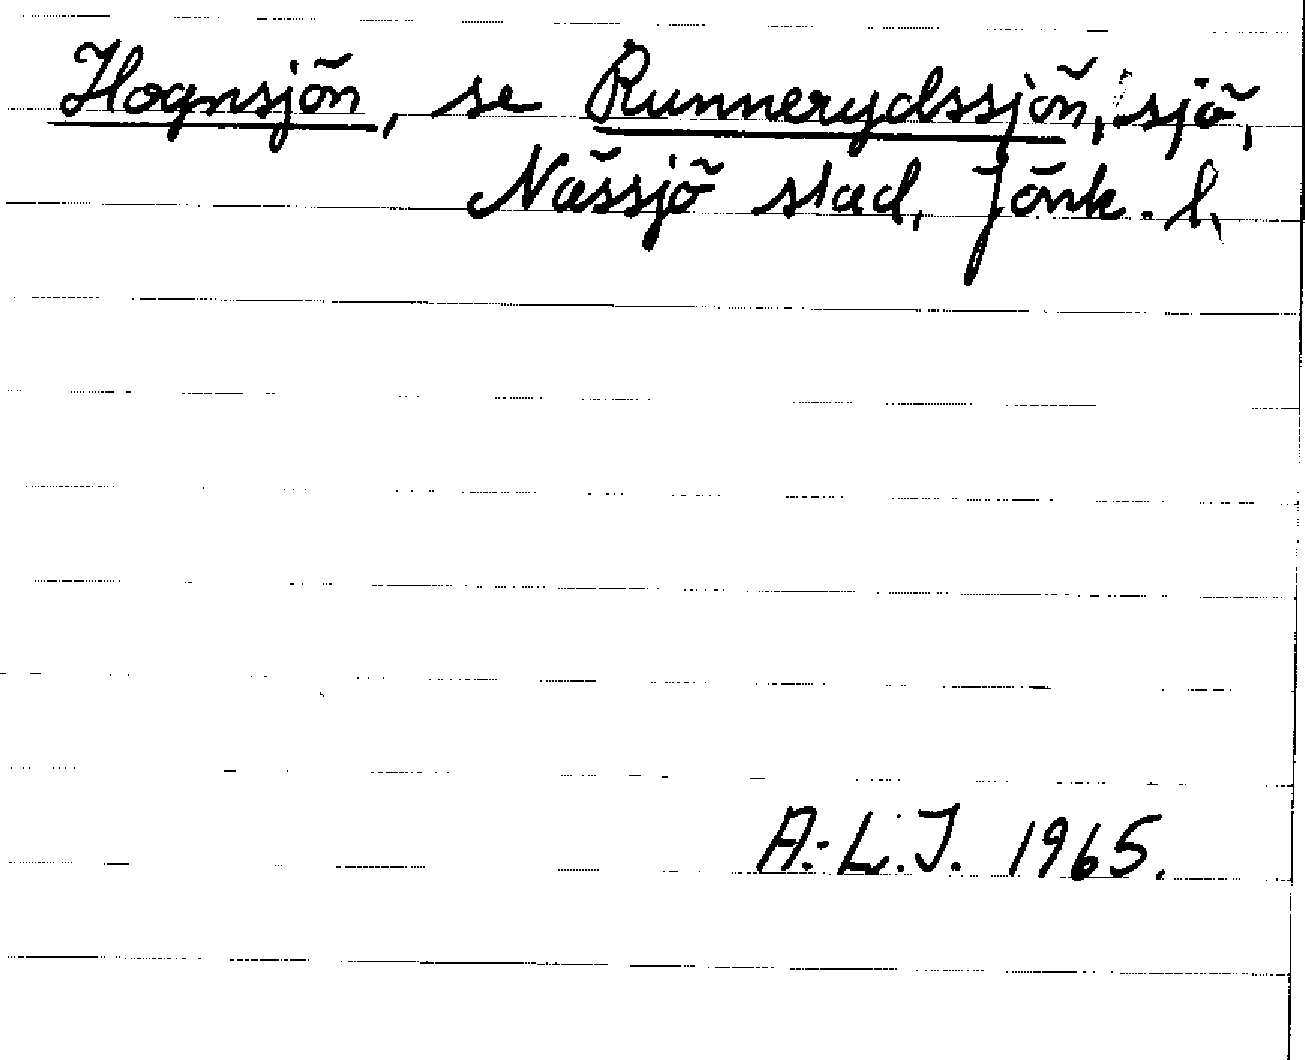 Hognsjön, se Runnerydssjön, sjö,
Nässjö stad, Jönk. l.
A.-L.J. 1965.